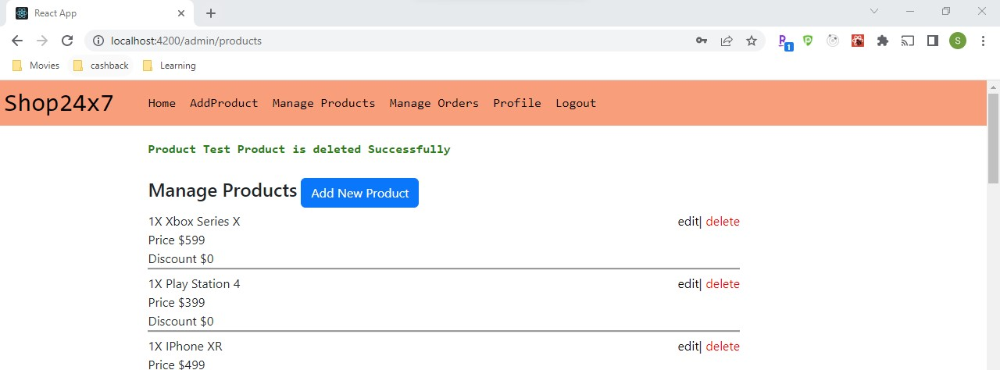 React App
localhost:4200/admin/products
1
S
Movies cashback Learning
Shop24x7 Home AddProduct Manage Products Manage Orders Profile Logout
Product Test Product is deleted Successfully
Manage Products Add New Product
1X Xbox Series X edit| delete
Price $599
Discount $0
1X Play Station 4 edit| delete
Price $399
Discount $0
1X IPhone XR edit| delete
Price $499